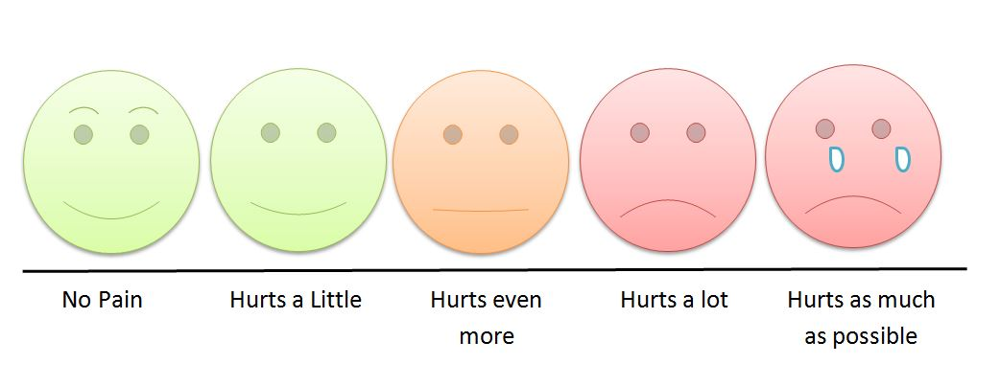 No Pain
Hurts a Little
Hurts even
more
Hurts a lot
Hurts as much
as possible